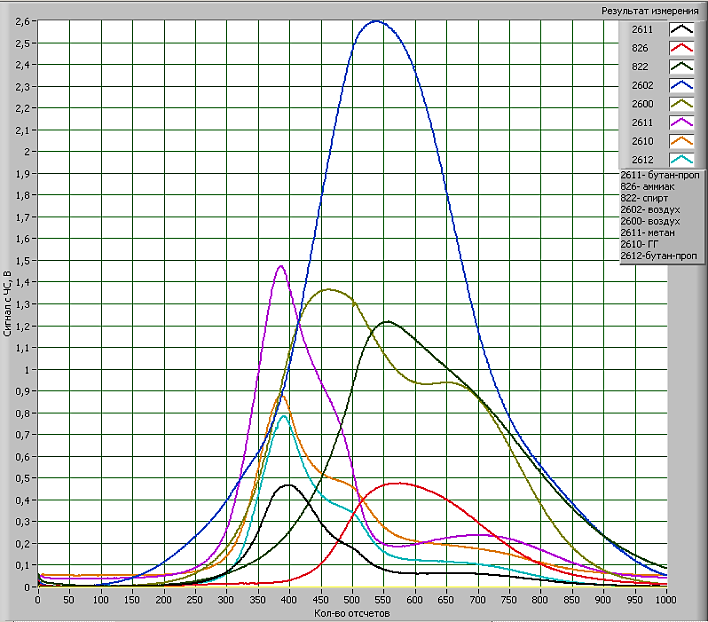 Результат измерения
2611
826
822
2602
2600
2611
2610
2612
2611- бутан-проп
826- аммиак
822- спирт
2602- воздух
2600- воздух
2611- метан
2610- ГГ
2612-бутан-проп
Сигнал с ЧС, В
2,6
2,5
2,4
2,3
2,2
2,1
2
1,9
1,8
1,7
1,6
1,5
1,4
1,3
1,2
1,1
1
0,9
0,8
0,7
0,6
0,5
0,4
0,3
0,2
0,1
0
0 50 100 150 200 250 300 350 400 450 500 550 600 650 700 750 800 850 900 950 1000
Кол-во отсчетов